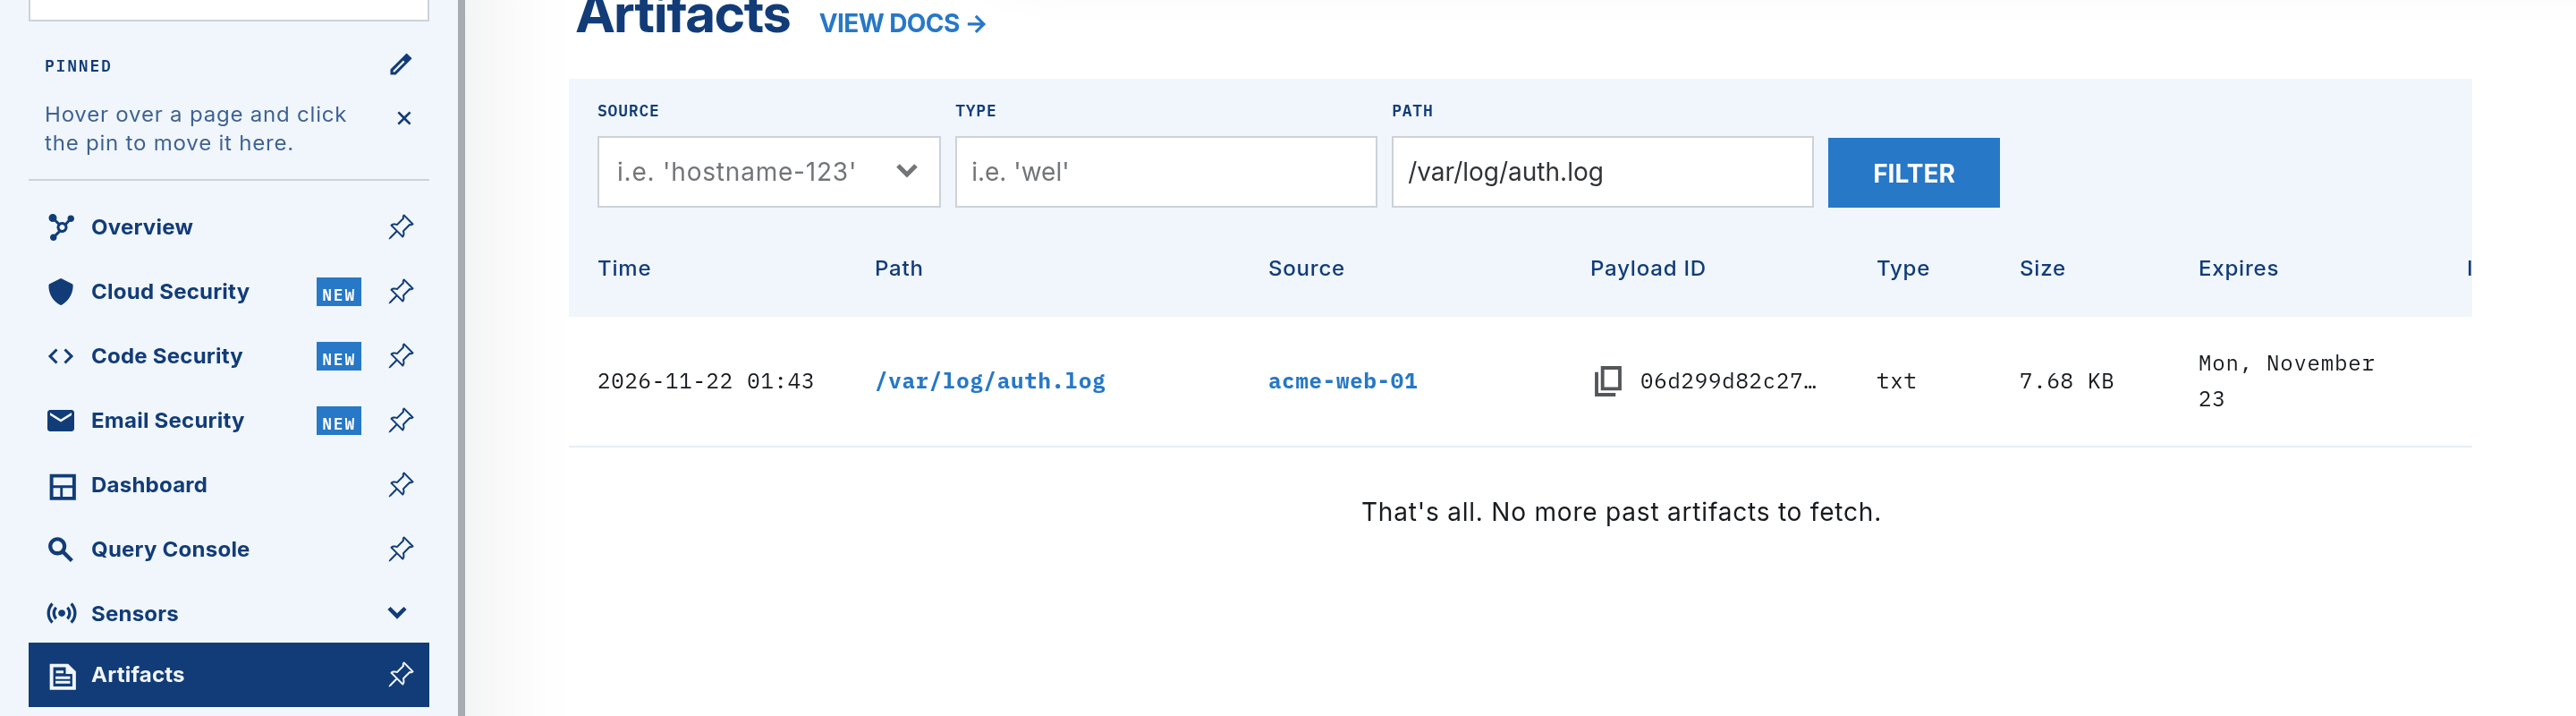 PINNED
Hover over a page and click
the pin to move it here.
Overview
Cloud Security NEW
Code Security NEW
Email Security NEW
Dashboard
Query Console
Sensors
Artifacts
Artifacts VIEW DOCS →
SOURCE TYPE PATH
i.e. 'hostname-123' i.e. 'wel' /var/log/auth.log FILTER
Time Path Source Payload ID Type Size Expires
2026-11-22 01:43 /var/log/auth.log acme-web-01 06d299d82c27… txt 7.68 KB Mon, November
23
That's all. No more past artifacts to fetch.